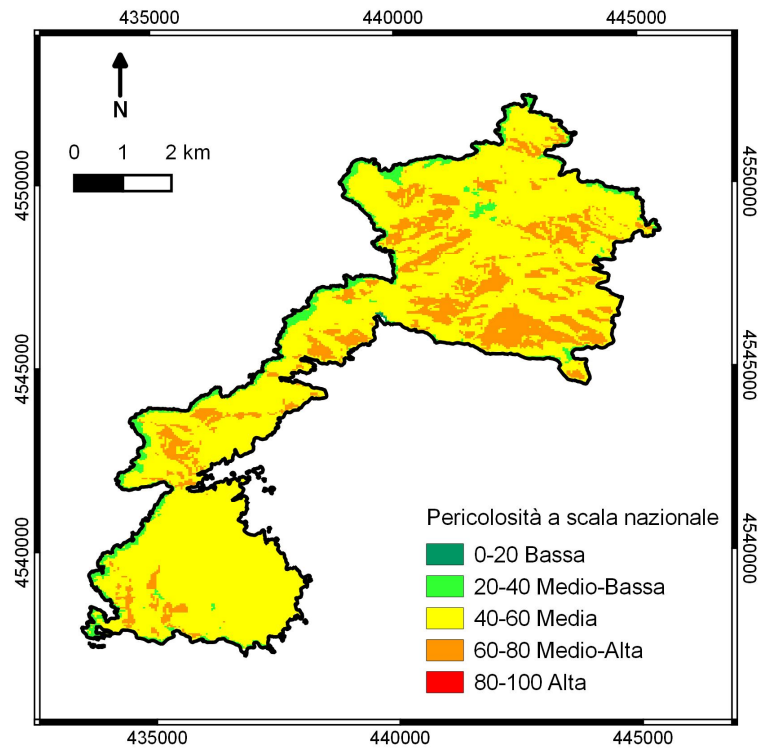 435000 440000 445000
N
0 1 2 km
4550000 4550000
4545000 4545000
4540000 4540000
Pericolosità a scala nazionale
0-20 Bassa
20-40 Medio-Bassa
40-60 Media
60-80 Medio-Alta
80-100 Alta
435000 440000 445000